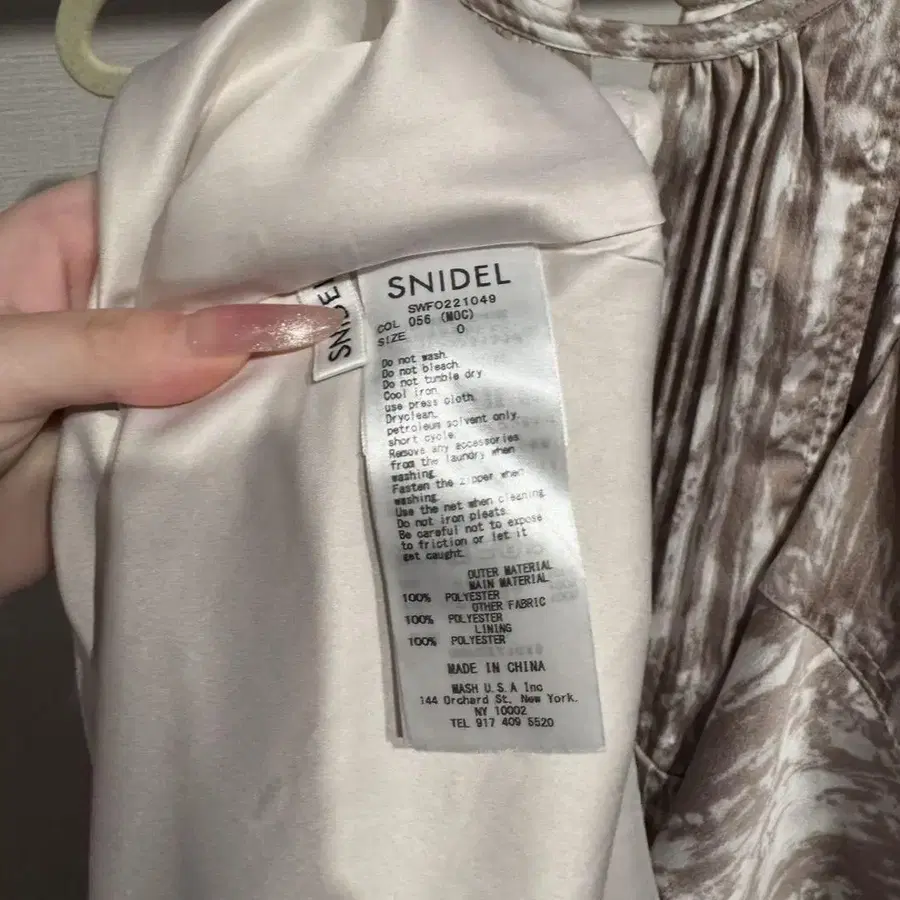 SNIDEL
SNIDEL
SWFO221049
COL 056 (MOC)
SIZE 0
Do not wash.
Do not bleach.
Do not tumble dry
Cool iron.
use press cloth.
Dryclean.
petroleum solvent only.
short cycle.
Remove any accessories
from the laundry when
washing.
Fasten the zipper when
washing.
Use the net when cleaning.
Do not iron pleats.
Be careful not to expose
to friction or let it
get caught.
OUTER MATERIAL
MAIN MATERIAL
100% POLYESTER
OTHER FABRIC
100% POLYESTER
LINING
100% POLYESTER
MADE IN CHINA
MASH U.S.A Inc
144 Orchard St, New York.
NY 10002
TEL 917 409 5520